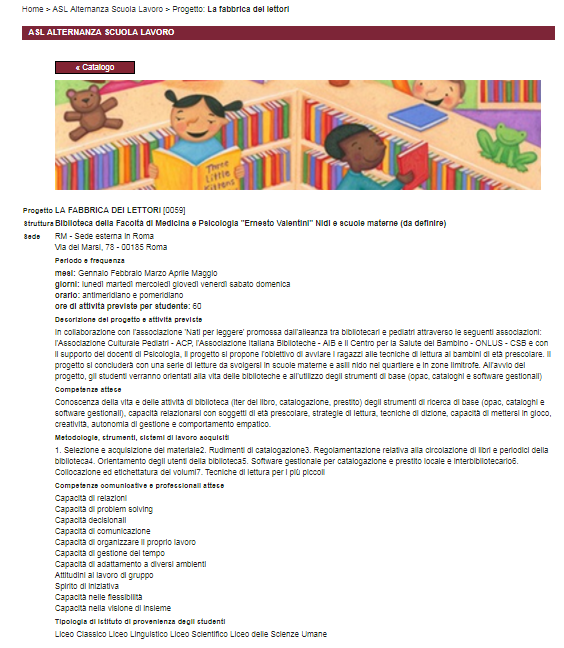 Home > ASL Alternanza Scuola Lavoro > Progetto: La fabbrica dei lettori
ASL ALTERNANZA SCUOLA LAVORO
« Catalogo
Three
Little
Kittens
Progetto LA FABBRICA DEI LETTORI [0059]
Struttura Biblioteca della Facoltà di Medicina e Psicologia "Ernesto Valentini" Nidi e scuole materne (da definire)
Sede RM - Sede esterna in Roma
Via dei Marsi, 78 - 00185 Roma
Periodo e frequenza
mesi: Gennaio Febbraio Marzo Aprile Maggio
giorni: lunedì martedì mercoledì giovedì venerdì sabato domenica
orario: antimeridiano e pomeridiano
ore di attività previste per studente: 60
Descrizione del progetto e attività previste
In collaborazione con l'associazione 'Nati per leggere' promossa dall'alleanza tra bibliotecari e pediatri attraverso le seguenti associazioni:
l'Associazione Culturale Pediatri - ACP, l'Associazione Italiana Biblioteche - AIB e il Centro per la Salute del Bambino - ONLUS - CSB e con
il supporto dei docenti di Psicologia, il progetto si propone l'obiettivo di avviare i ragazzi alle tecniche di lettura ai bambini di età prescolare. Il
progetto si concluderà con una serie di letture da svolgersi in scuole materne e asili nido nel quartiere e in zone limitrofe. All'avvio del
progetto, gli studenti verranno orientati alla vita delle biblioteche e all'utilizzo degli strumenti di base (opac, cataloghi e software gestionali)
Competenze attese
Conoscenza della vita e delle attività di biblioteca (iter del libro, catalogazione, prestito) degli strumenti di ricerca di base (opac, cataloghi e
software gestionali), capacità relazionarsi con soggetti di età prescolare, strategie di lettura, tecniche di dizione, capacità di mettersi in gioco,
creatività, autonomia di gestione e comportamento empatico.
Metodologie, strumenti, sistemi di lavoro acquisiti
1. Selezione e acquisizione del materiale2. Rudimenti di catalogazione3. Regolamentazione relativa alla circolazione di libri e periodici della
biblioteca4. Orientamento degli utenti della biblioteca5. Software gestionale per catalogazione e prestito locale e interbibliotecario6.
Collocazione ed etichettatura dei volumi7. Tecniche di lettura per i più piccoli
Competenze comunicative e professionali attese
Capacità di relazioni
Capacità di problem solving
Capacità decisionali
Capacità di comunicazione
Capacità di organizzare il proprio lavoro
Capacità di gestione del tempo
Capacità di adattamento a diversi ambienti
Attitudini al lavoro di gruppo
Spirito di iniziativa
Capacità nelle flessibilità
Capacità nella visione di insieme
Tipologia di istituto di provenienza degli studenti
Liceo Classico Liceo Linguistico Liceo Scientifico Liceo delle Scienze Umane